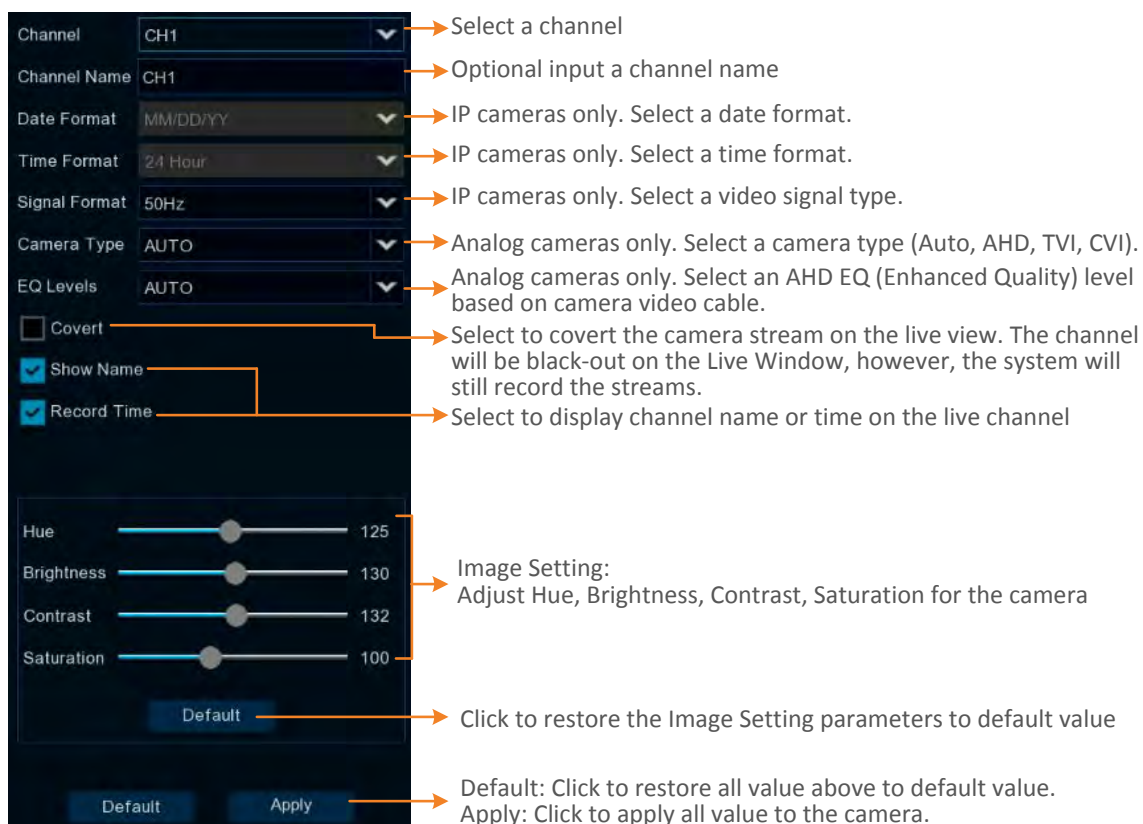 Channel CH1 Select a channel
Channel Name CH1 Optional input a channel name
Date Format MM/DD/YY IP cameras only. Select a date format.
Time Format 24 Hour IP cameras only. Select a time format.
Signal Format 50Hz IP cameras only. Select a video signal type.
Camera Type AUTO Analog cameras only. Select a camera type (Auto, AHD, TVI, CVI).
EQ Levels AUTO Analog cameras only. Select an AHD EQ (Enhanced Quality) level
based on camera video cable.
Covert Select to covert the camera stream on the live view. The channel
will be black-out on the Live Window, however, the system will
still record the streams.
Show Name
Record Time Select to display channel name or time on the live channel
Hue 125
Brightness 130
Contrast 132
Saturation 100
Image Setting:
Adjust Hue, Brightness, Contrast, Saturation for the camera
Default Click to restore the Image Setting parameters to default value
Default Apply Default: Click to restore all value above to default value.
Apply: Click to apply all value to the camera.